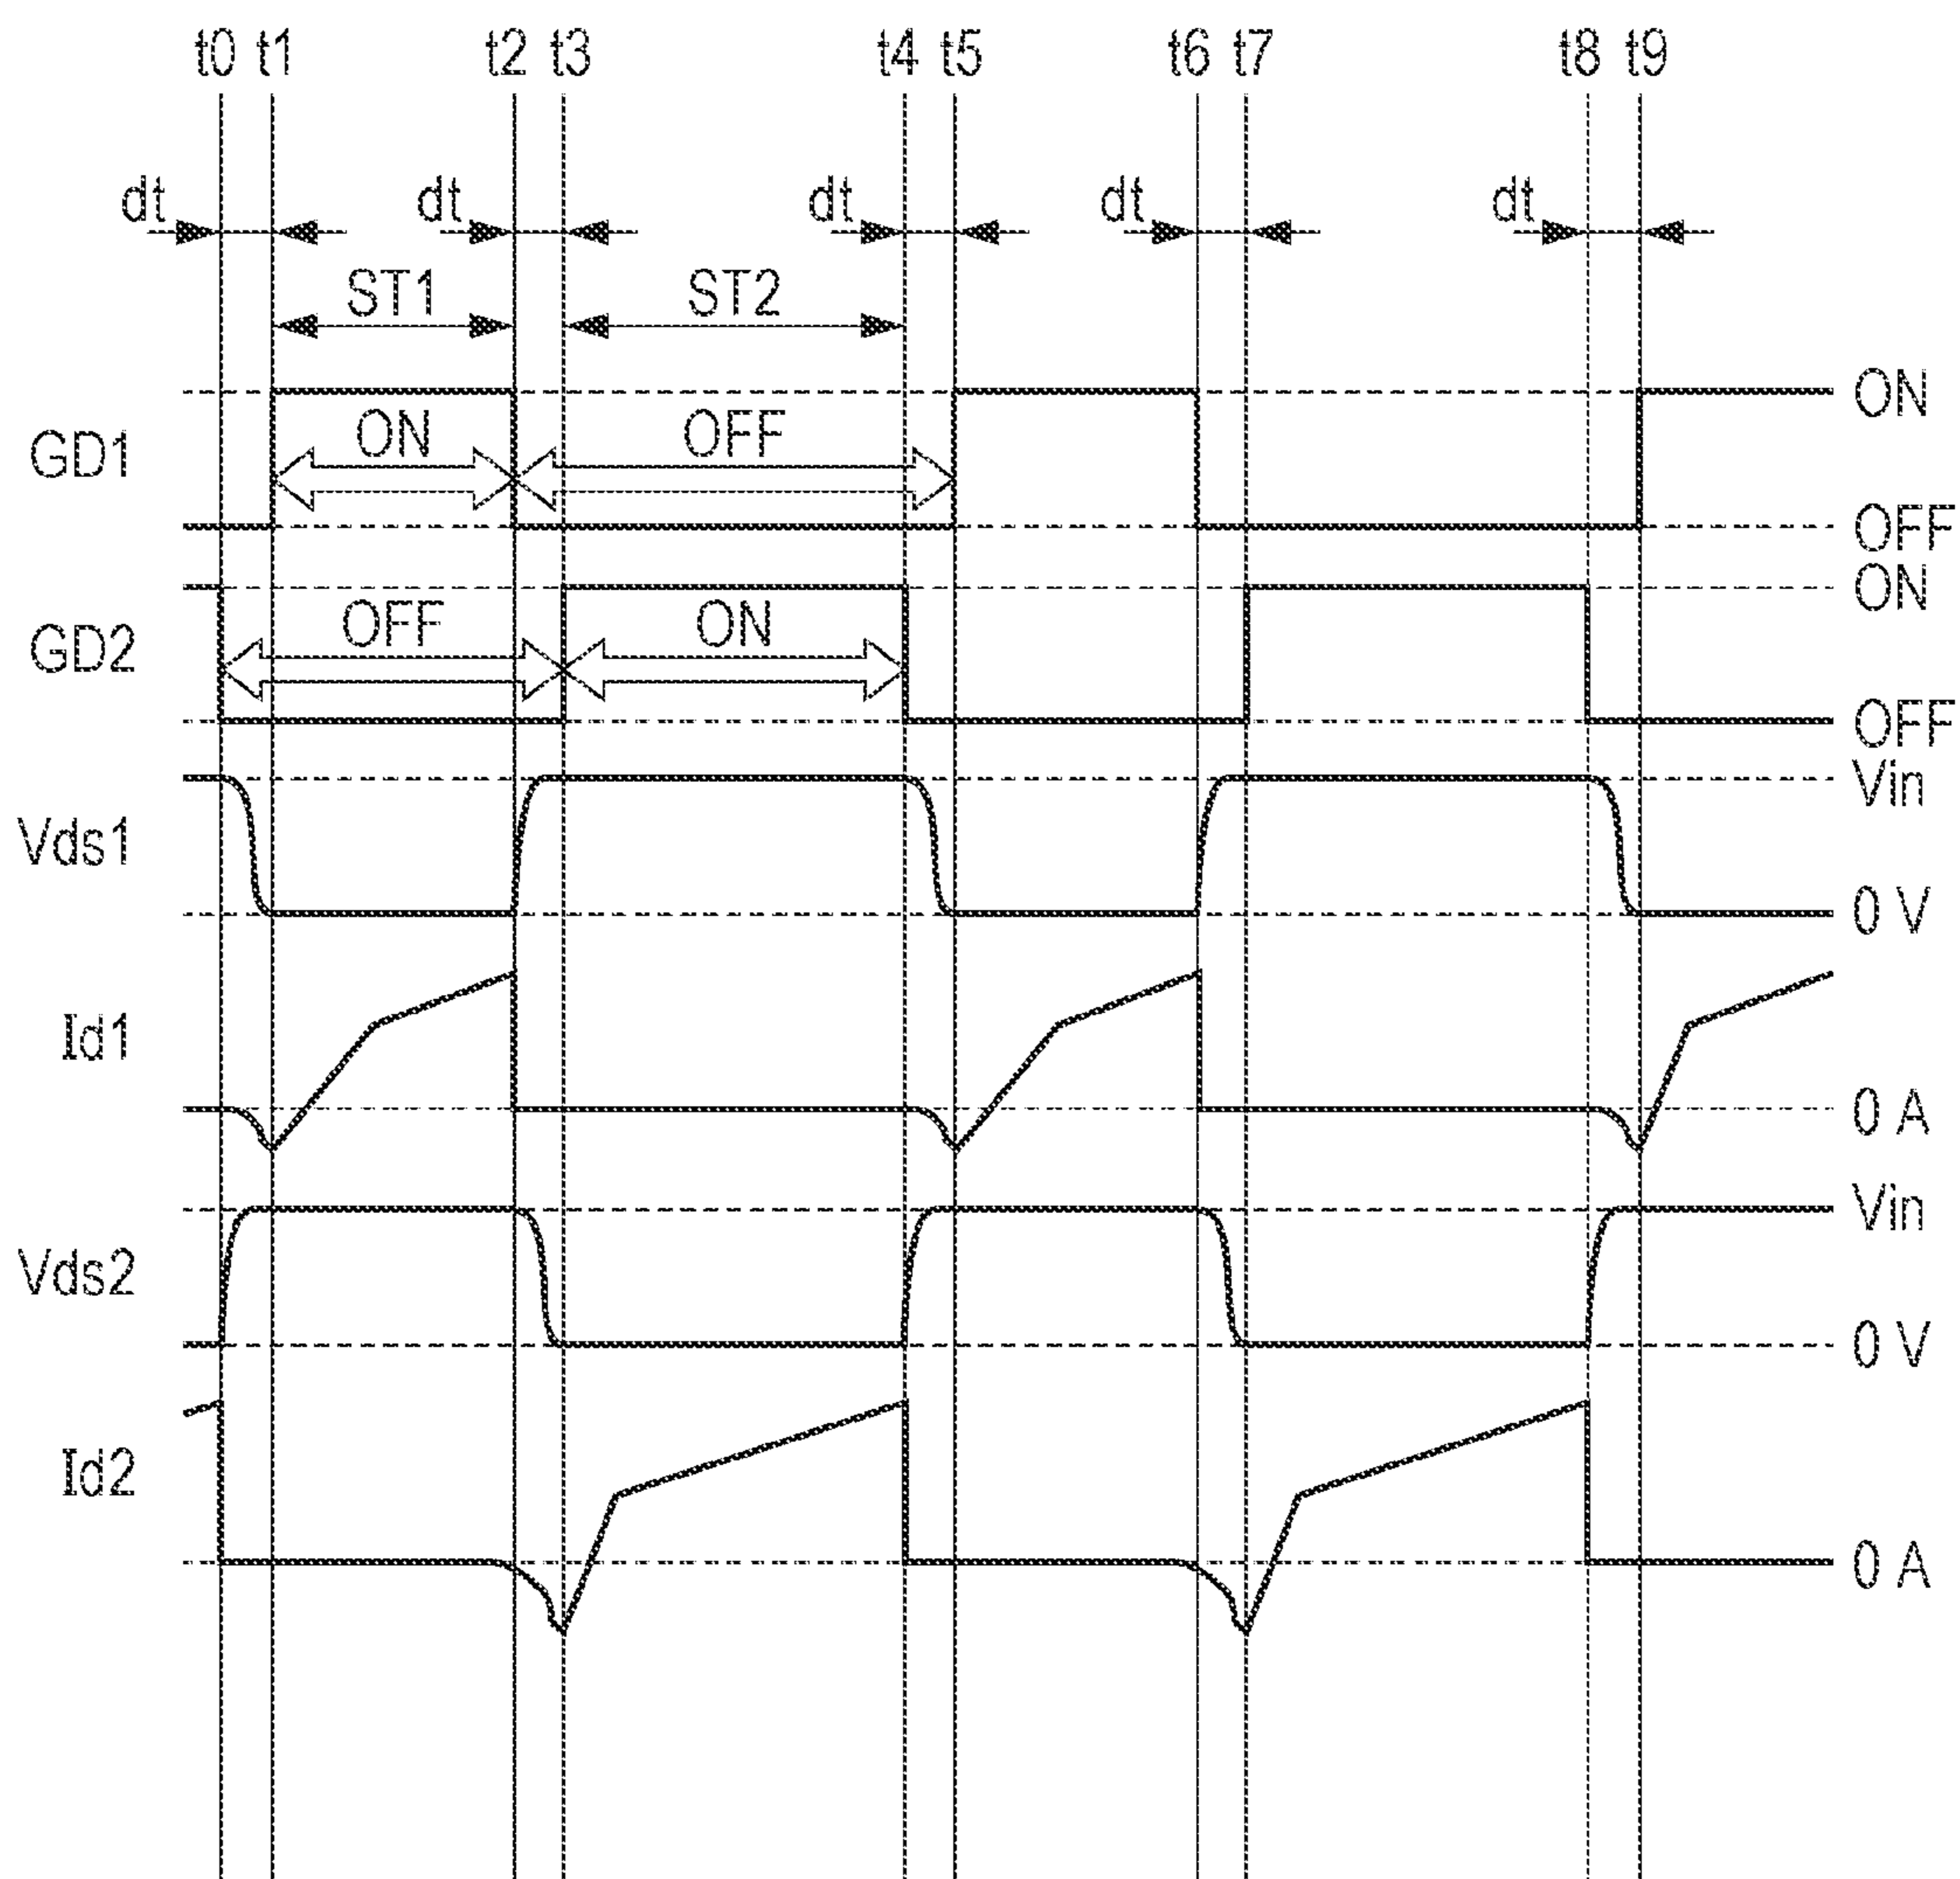 t0 t1 t2 t3 t4 t5 t6 t7 t8 t9
dt dt dt dt dt
ST1 ST2
GD1 ON OFF ON
OFF
GD2 OFF ON ON
OFF
Vds1 Vin
0 V
Id1
0 A
Vds2 Vin
0 V
Id2
0 A